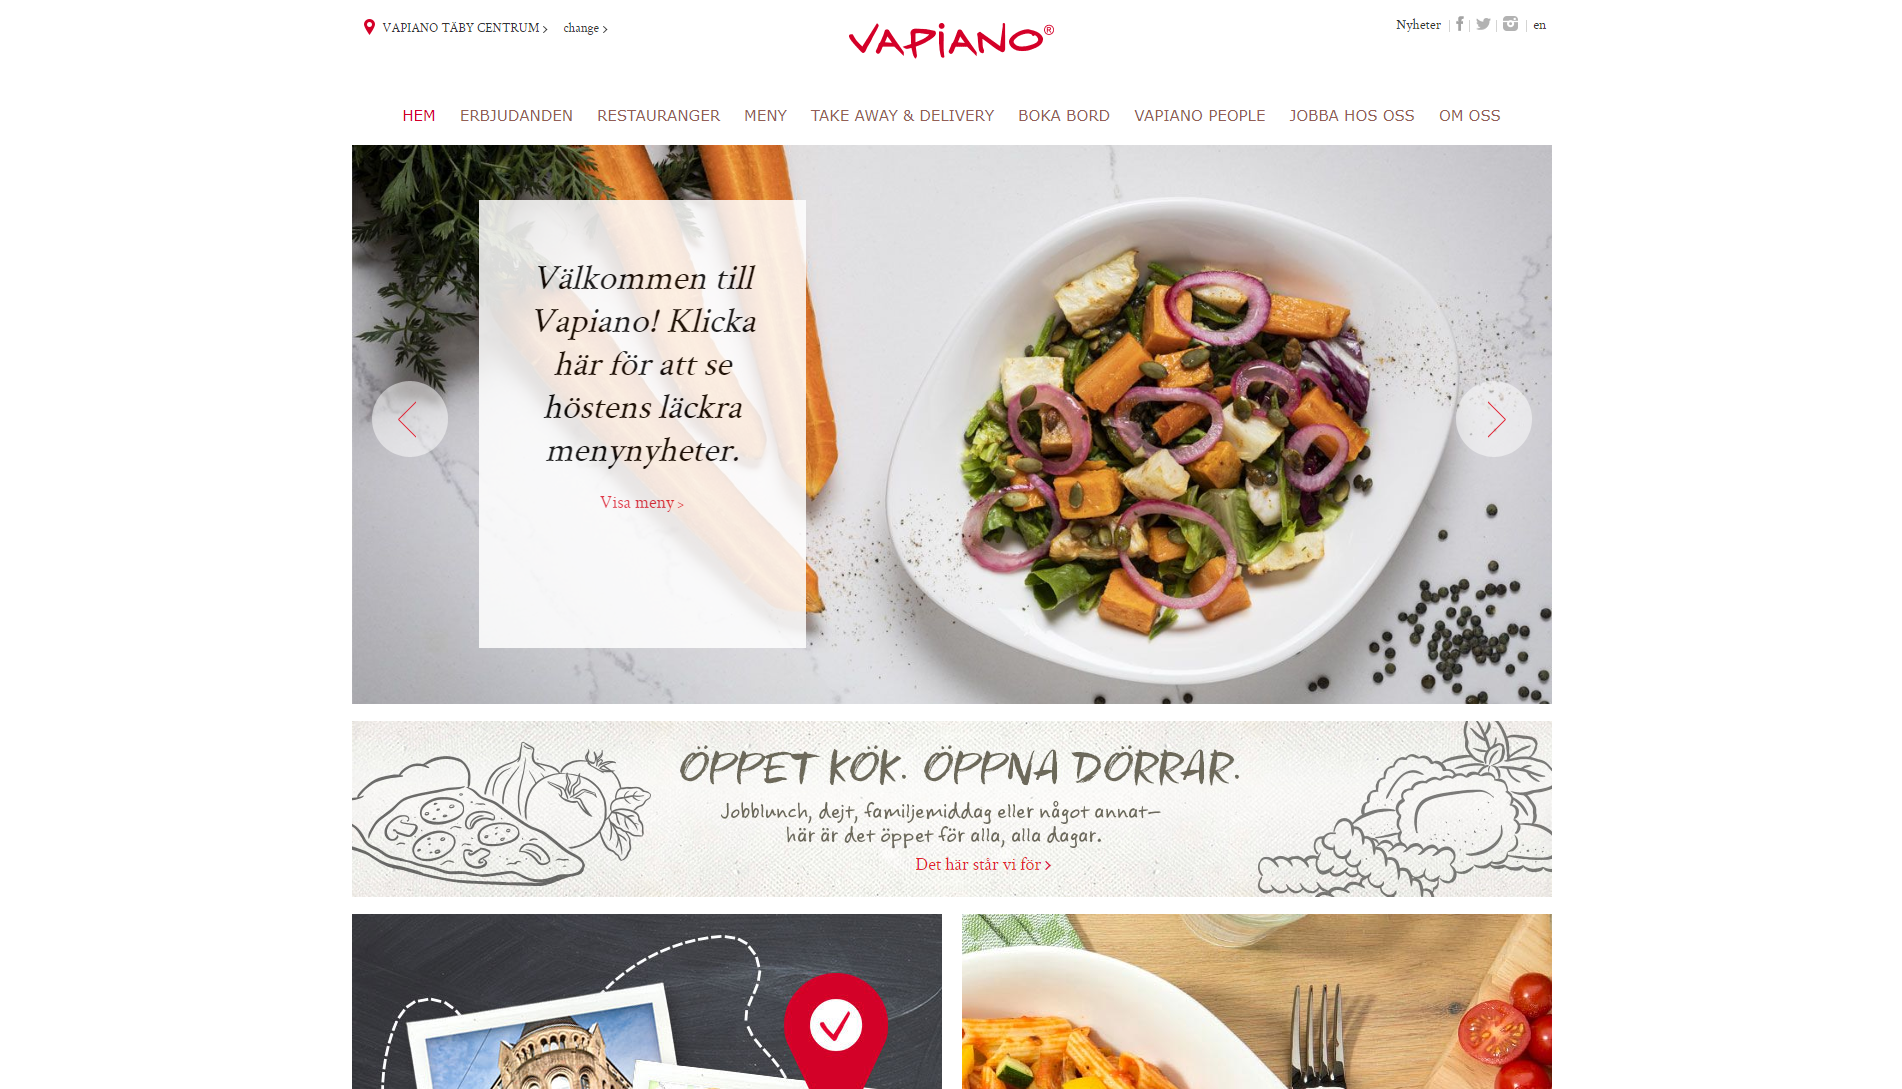 VAPIANO TÄBY CENTRUM > change >
VAPIANO®
Nyheter en
HEM ERBJUDANDEN RESTAURANGER MENY TAKE AWAY & DELIVERY BOKA BORD VAPIANO PEOPLE JOBBA HOS OSS OM OSS
Välkommen till
Vapiano! Klicka
här för att se
höstens läckra
menynyheter.
Visa meny >
ÖPPET KÖK. ÖPPNA DÖRRAR.
Jobblunch, dejt, familjemiddag eller något annat—
här är det öppet för alla, alla dagar.
Det här står vi för >